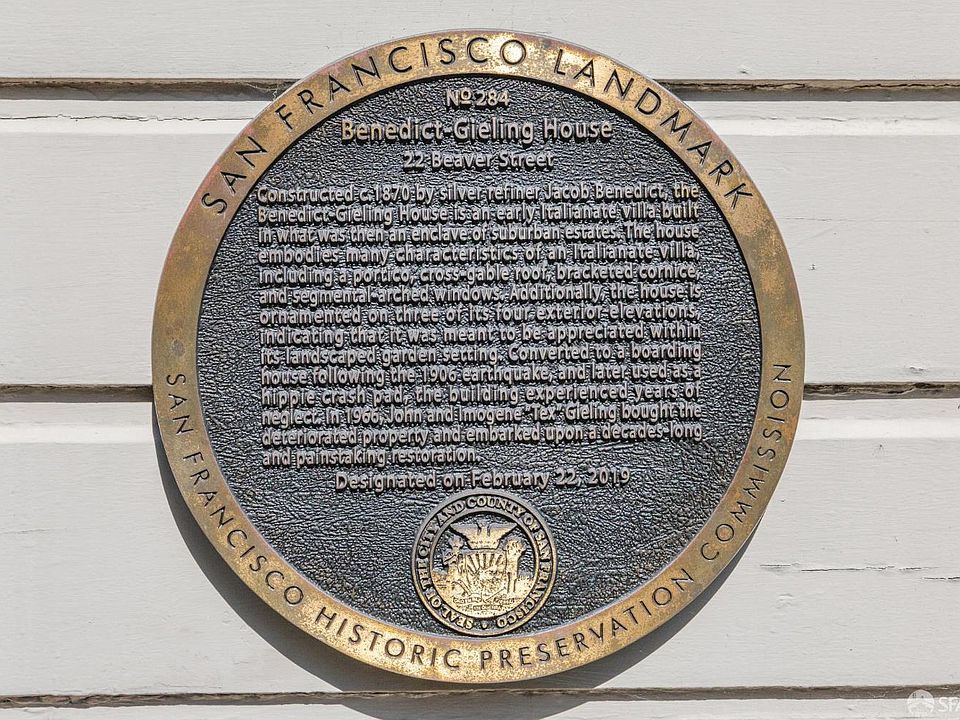 SAN FRANCISCO LANDMARK
Nº 284
Benedict-Gieling House
22 Beaver Street
Constructed c.1870 by silver refiner Jacob Benedict, the
Benedict-Gieling House is an early Italianate villa built
in what was then an enclave of suburban estates. The house
embodies many characteristics of an Italianate villa,
including a portico, cross-gable roof, bracketed cornice,
and segmental-arched windows. Additionally, the house is
ornamented on three of its four exterior elevations,
indicating that it was meant to be appreciated within
its landscaped garden setting. Converted to a boarding
house following the 1906 earthquake, and later used as a
hippie crash pad, the building experienced years of
neglect. In 1966, John and Imogene "Tex" Gieling bought the
deteriorated property and embarked upon a decades-long
and painstaking restoration.
Designated on February 22, 2019
SEAL OF THE CITY AND COUNTY OF SAN FRANCISCO
SAN FRANCISCO HISTORIC PRESERVATION COMMISSION